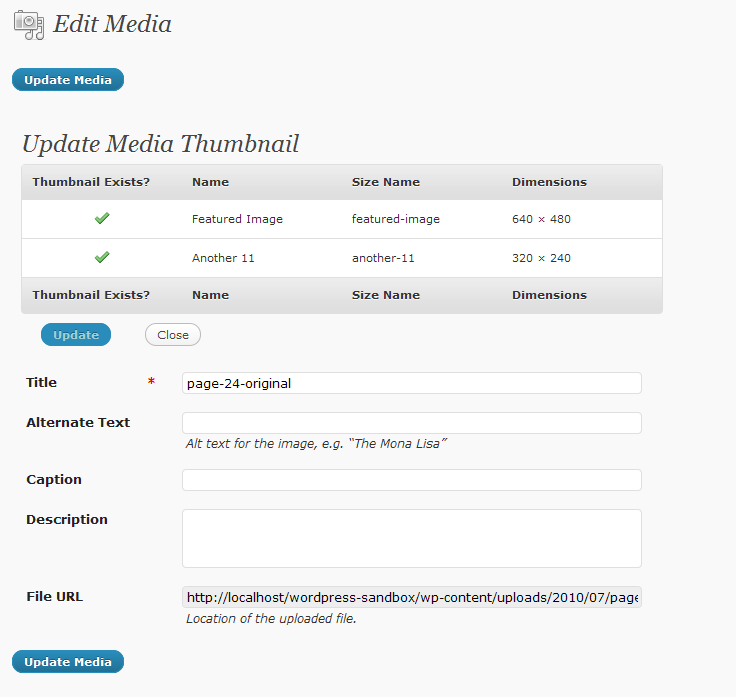 Edit Media
Update Media
Update Media Thumbnail
Thumbnail Exists? Name Size Name Dimensions
Featured Image featured-image 640 × 480
Another 11 another-11 320 × 240
Thumbnail Exists? Name Size Name Dimensions
Update Close
Title * page-24-original
Alternate Text
Alt text for the image, e.g. “The Mona Lisa”
Caption
Description
File URL http://localhost/wordpress-sandbox/wp-content/uploads/2010/07/page
Location of the uploaded file.
Update Media